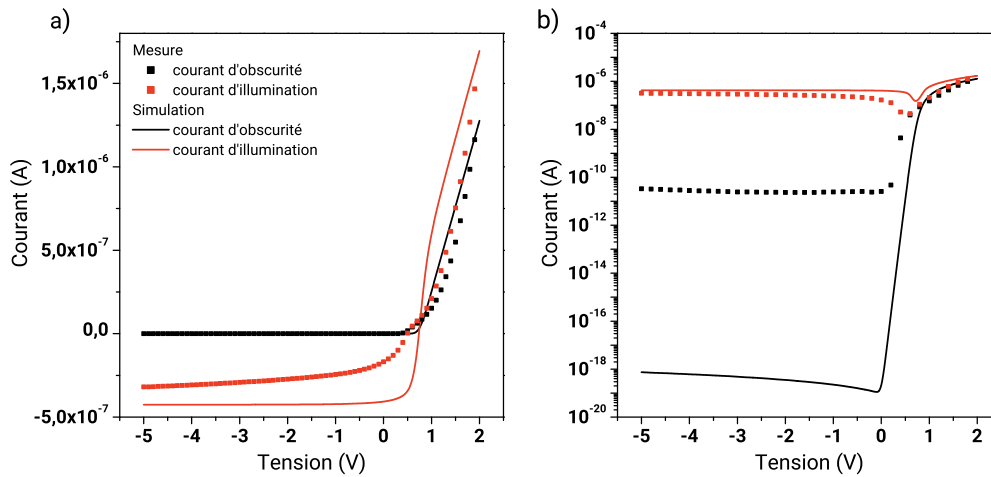 a)
Mesure
courant d'obscurité
courant d'illumination
Simulation
courant d'obscurité
courant d'illumination
1,5x10-6
1,0x10-6
5,0x10-7
0,0
-5,0x10-7
Courant (A)
-5 -4 -3 -2 -1 0 1 2
Tension (V)
b)
10-4
10-6
10-8
10-10
10-12
10-14
10-16
10-18
10-20
Courant (A)
-5 -4 -3 -2 -1 0 1 2
Tension (V)